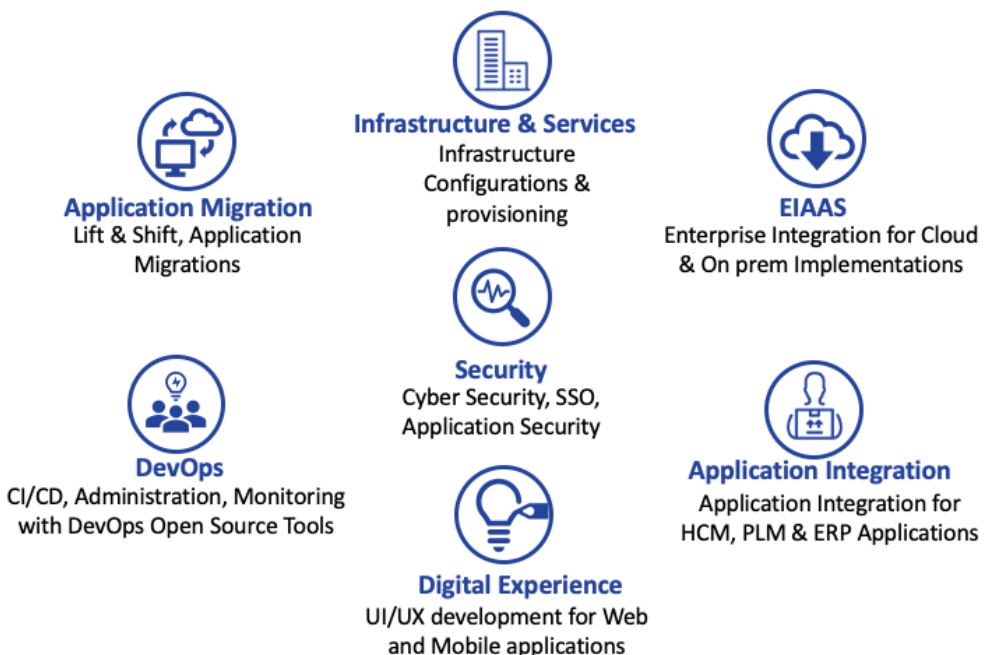 Infrastructure & Services
Infrastructure
Configurations &
provisioning
Application Migration
Lift & Shift, Application
Migrations
EIAAS
Enterprise Integration for Cloud
& On prem Implementations
Security
Cyber Security, SSO,
Application Security
DevOps
CI/CD, Administration, Monitoring
with DevOps Open Source Tools
Application Integration
Application Integration for
HCM, PLM & ERP Applications
Digital Experience
UI/UX development for Web
and Mobile applications